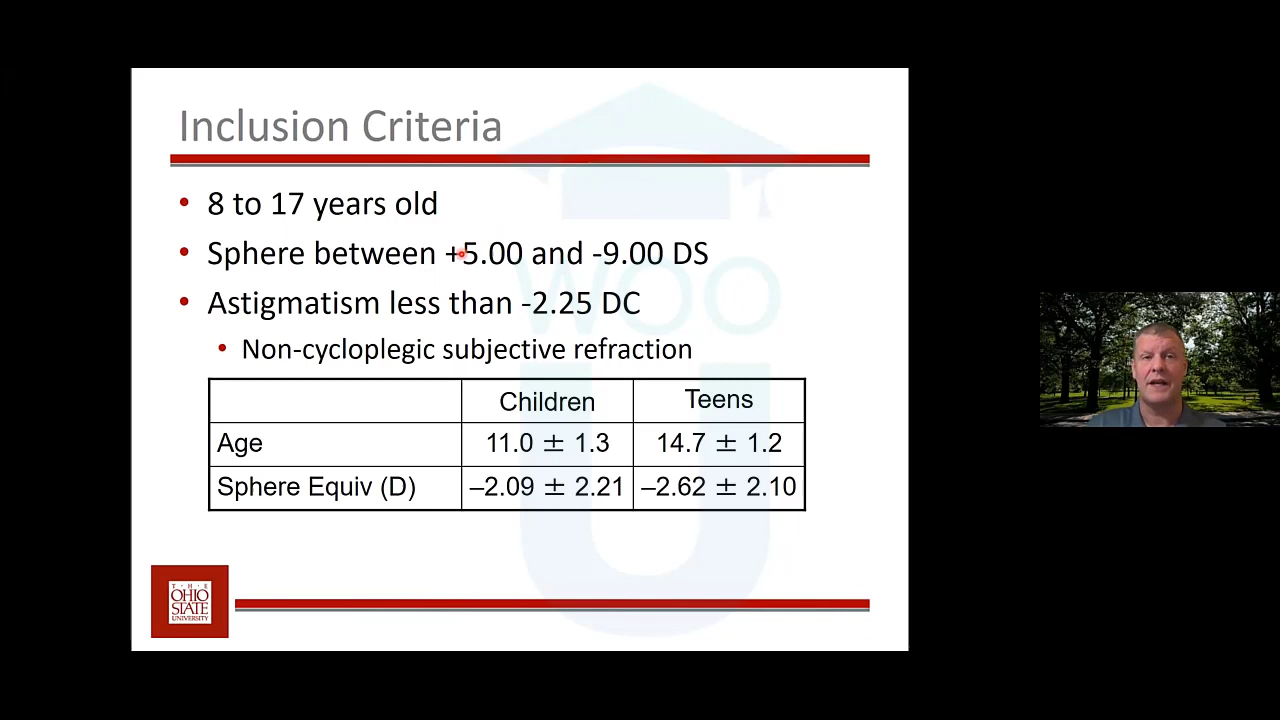 Inclusion Criteria
• 8 to 17 years old
• Sphere between +5.00 and -9.00 DS
• Astigmatism less than -2.25 DC
• Non-cycloplegic subjective refraction
Children Teens
Age 11.0 ± 1.3 14.7 ± 1.2
Sphere Equiv (D) –2.09 ± 2.21 –2.62 ± 2.10
WOO
U
T · H · E
OHIO
STATE
UNIVERSITY